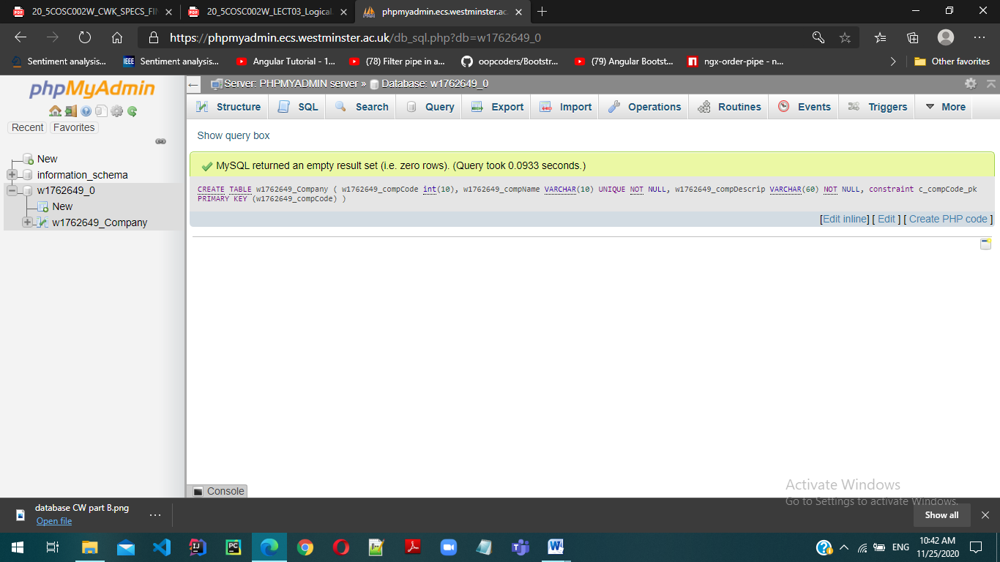 20_5COSC002W_CWK_SPECS_FIN
20_5COSC002W_LECT03_Logical.
phpmyadmin.ecs.westminster.ac.
https://phpmyadmin.ecs.westminster.ac.uk/db_sql.php?db=w1762649_0
Sentiment analysis...
IEEE Sentiment analysis...
Angular Tutorial - 1...
(78) Filter pipe in a...
oopcoders/Bootstr...
(79) Angular Bootst...
ngx-order-pipe - n...
Other favorites
phpMyAdmin
Recent Favorites
New
information_schema
w1762649_0
New
w1762649_Company
Server: PHPMYADMIN server » Database: w1762649_0
Structure SQL Search Query Export Import Operations Routines Events Triggers More
Show query box
MySQL returned an empty result set (i.e. zero rows). (Query took 0.0933 seconds.)
CREATE TABLE w1762649_Company ( w1762649_compCode int(10), w1762649_compName VARCHAR(10) UNIQUE NOT NULL, w1762649_compDescrip VARCHAR(60) NOT NULL, constraint c_compCode_pk
PRIMARY KEY (w1762649_compCode) )
[Edit inline] [ Edit ] [ Create PHP code ]
Console
Activate Windows
Go to Settings to activate Windows.
database CW part B.png
Open file
Show all
ENG
10:42 AM
11/25/2020